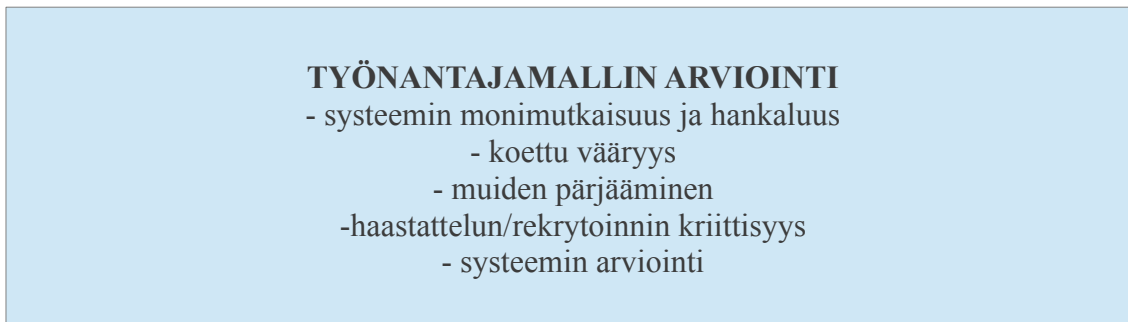 TYÖNANTAJAMALLIN ARVIOINTI
- systeemin monimutkaisuus ja hankaluus
- koettu vääryys
- muiden pärjääminen
-haastattelun/rekrytoinnin kriittisyys
- systeemin arviointi